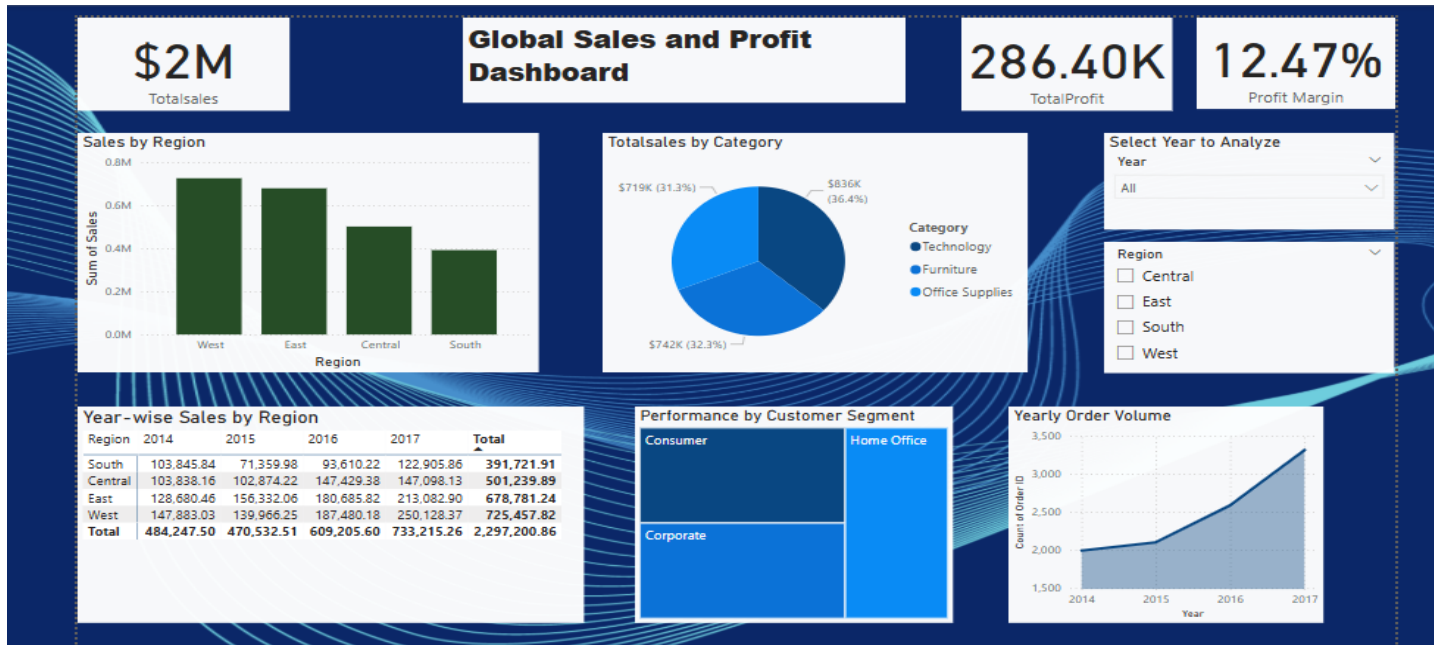 $2M
Totalsales
Global Sales and Profit
Dashboard
286.40K
TotalProfit
12.47%
Profit Margin
Sales by Region
0.8M
0.6M
0.4M
0.2M
0.0M
Sum of Sales
West East Central South
Region
Totalsales by Category
$719K (31.3%)
$836K
(36.4%)
$742K (32.3%)
Category
Technology
Furniture
Office Supplies
Select Year to Analyze
Year
All
Region
Central
East
South
West
Year-wise Sales by Region
Region 2014 2015 2016 2017 Total
South 103,845.84 71,359.98 93,610.22 122,905.86 391,721.91
Central 103,838.16 102,874.22 147,429.38 147,098.13 501,239.89
East 128,680.46 156,332.06 180,685.82 213,082.90 678,781.24
West 147,883.03 139,966.25 187,480.18 250,128.37 725,457.82
Total 484,247.50 470,532.51 609,205.60 733,215.26 2,297,200.86
Performance by Customer Segment
Consumer
Home Office
Corporate
Yearly Order Volume
3,500
3,000
2,500
2,000
1,500
Count of Order ID
2014 2015 2016 2017
Year